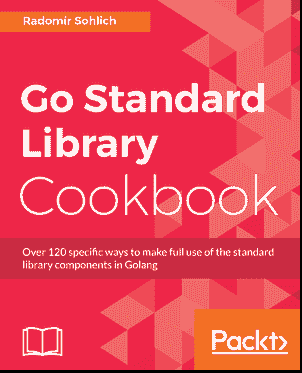 Radomír Sohlich
Go Standard
Library
Cookbook
Over 120 specific ways to make full use of the standard
library components in Golang
Packt>